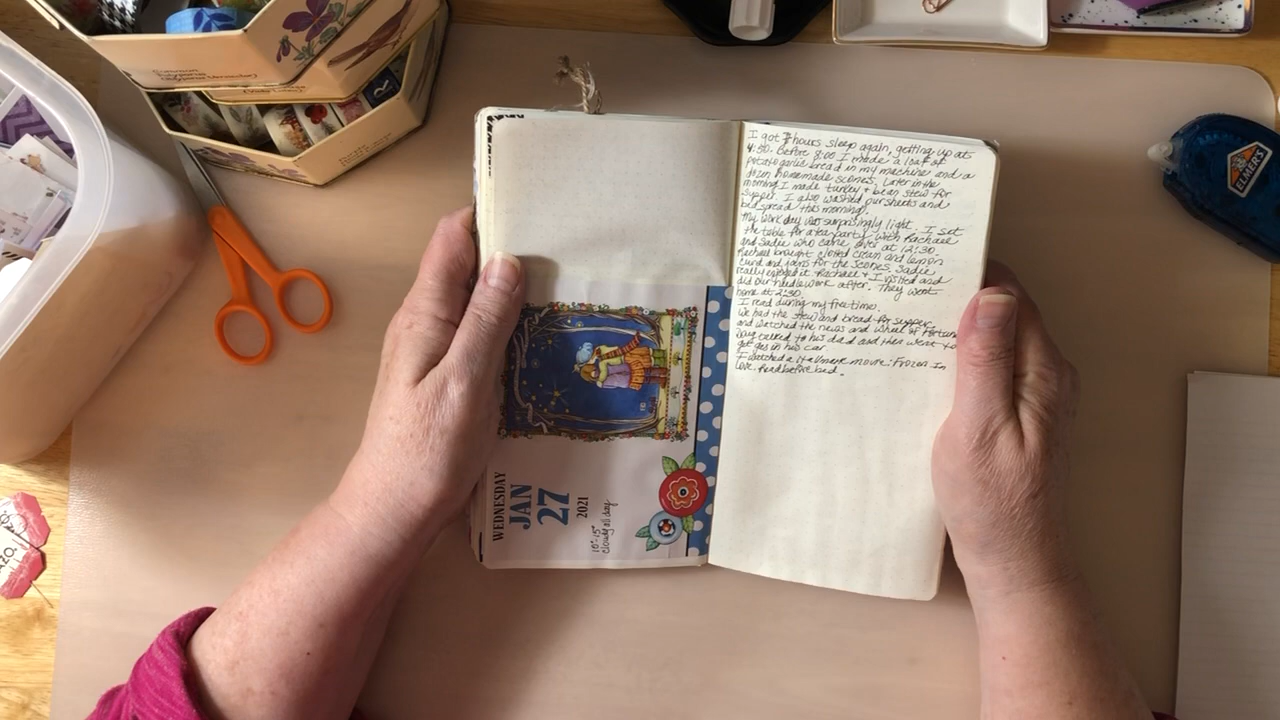 WEDNESDAY
JAN
27
2021
10°-15°
cloudy all day
I got 7 hours sleep again, getting up at
4:30. Before 8:00 I made a loaf of
potato garlic bread in my machine and a
dozen homemade scones. Later in the
morning I made turkey + bean stew for
supper. I also washed our sheets and
bedspread this morning.
My work day was surprisingly light. I set
the table for a tea party with Rachael
and Sadie who came over at 12:30.
Rachael brought clotted cream and lemon
curd and jams for the scones. Sadie
really enjoyed it. Rachael + I visited and
did our handwork after. They went
home at 2:30.
I read during my free time.
We had the stew and bread for supper
and watched the news and Wheel of Fortune.
Doug talked to his dad and then went to
get gas in his car.
I watched a Hallmark movie: Frozen In
Love. Read before bed.
ELMER'S